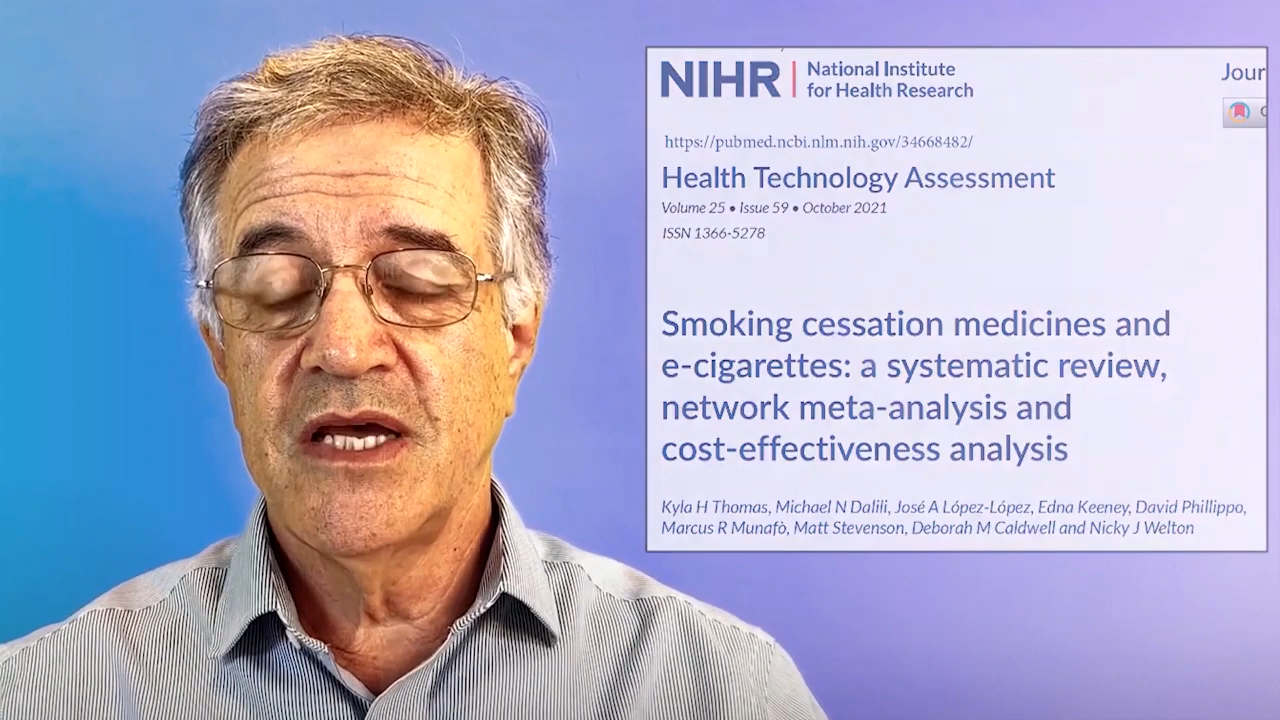 NIHR
National Institute
for Health Research
Jour
https://pubmed.ncbi.nlm.nih.gov/34668482/
Health Technology Assessment
Volume 25 • Issue 59 • October 2021
ISSN 1366-5278
Smoking cessation medicines and
e-cigarettes: a systematic review,
network meta-analysis and
cost-effectiveness analysis
Kyla H Thomas, Michael N Dalili, José A López-López, Edna Keeney, David Phillippo,
Marcus R Munafò, Matt Stevenson, Deborah M Caldwell and Nicky J Welton